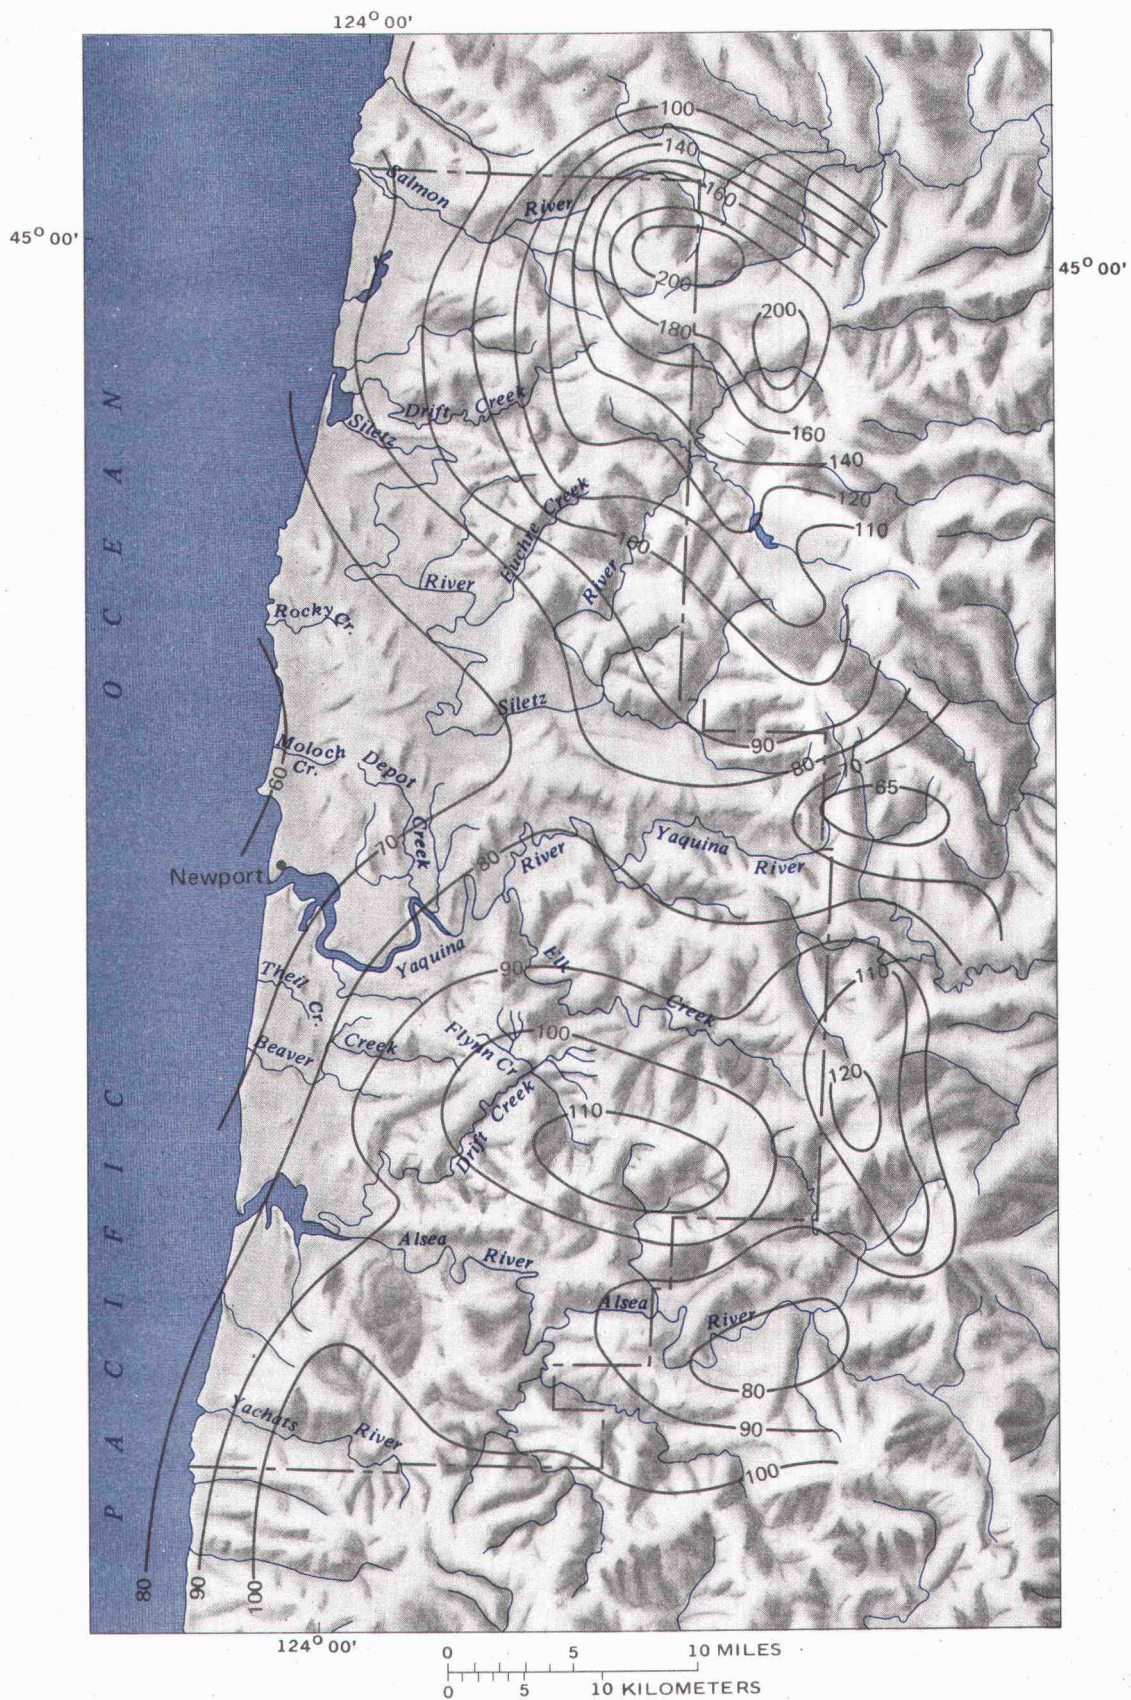 124° 00'
45° 00'
45° 00'
100
140
160
Salmon
River
200
200
180
Drift
Creek
Siletz
160
140
120
110
Euchre Creek
100
River
River
Rocky Cr.
Siletz
90
80
70
65
Moloch
Cr.
Depot
Creek
60
70
80
River
Yaquina
River
Newport
Yaquina
90
Elk
Creek
110
Theil
Cr.
Beaver
Creek
Flynn Cr
100
120
110
Drift Creek
Alsea
River
Alsea
River
80
90
100
Yachats
River
80
90
100
PACIFIC OCEAN
124° 00'
0 5 10 MILES
0 5 10 KILOMETERS